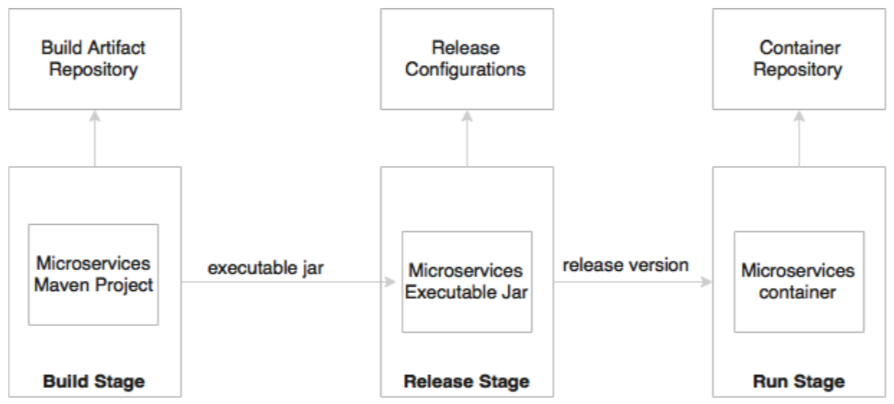 Build Artifact
Repository
Release
Configurations
Container
Repository
Microservices
Maven Project
executable jar
Microservices
Executable Jar
release version
Microservices
container
Build Stage
Release Stage
Run Stage